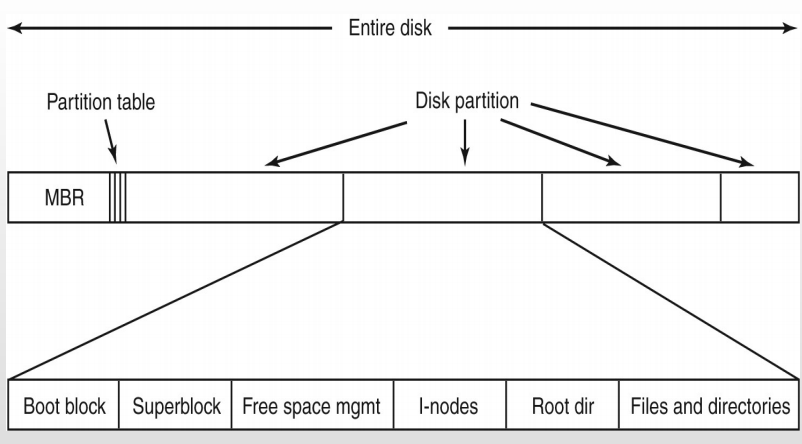 Entire disk
Partition table
Disk partition
MBR
Boot block
Superblock
Free space mgmt
I-nodes
Root dir
Files and directories